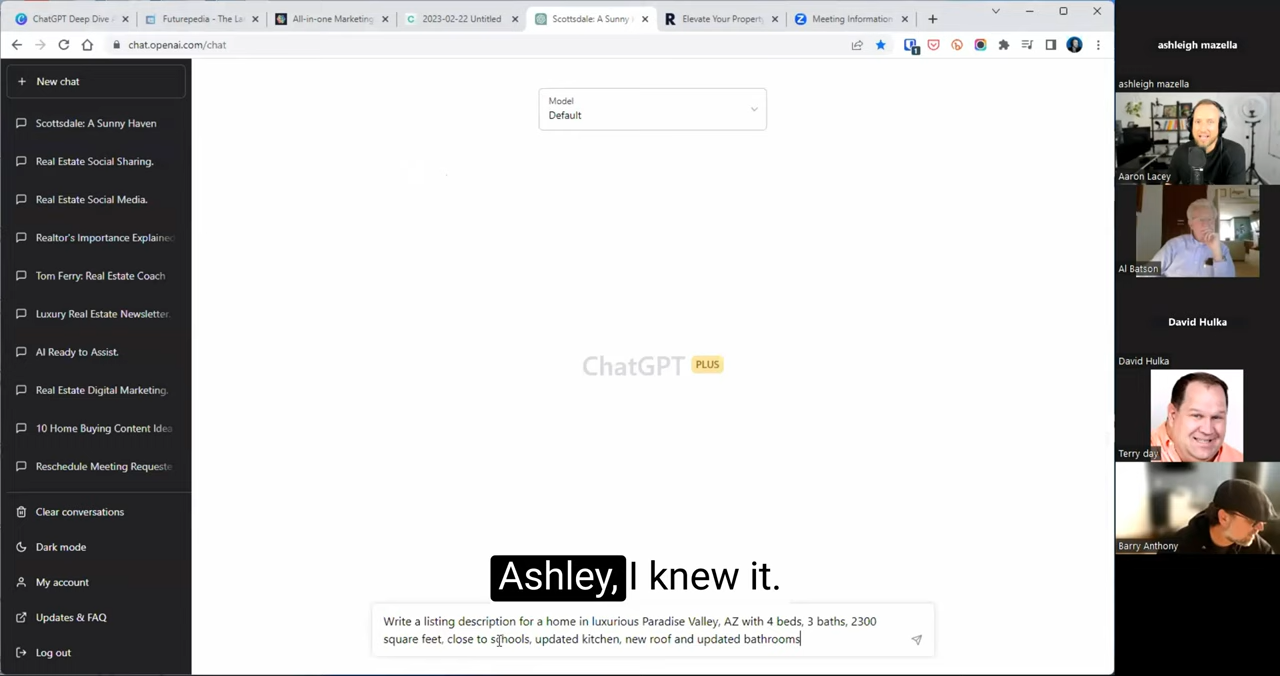 ChatGPT Deep Dive
Futurepedia - The La
All-in-one Marketing
2023-02-22 Untitled
Scottsdale: A Sunny
Elevate Your Propert
Meeting Information
chat.openai.com/chat
1
New chat
Scottsdale: A Sunny Haven
Real Estate Social Sharing.
Real Estate Social Media.
Realtor's Importance Explained
Tom Ferry: Real Estate Coach
Luxury Real Estate Newsletter.
AI Ready to Assist.
Real Estate Digital Marketing.
10 Home Buying Content Idea
Reschedule Meeting Requeste
Clear conversations
Dark mode
My account
Updates & FAQ
Log out
Model
Default
ChatGPT PLUS
Ashley, I knew it.
Write a listing description for a home in luxurious Paradise Valley, AZ with 4 beds, 3 baths, 2300
square feet, close to schools, updated kitchen, new roof and updated bathrooms
ashleigh mazella
ashleigh mazella
Aaron Lacey
Al Batson
David Hulka
David Hulka
Terry day
Barry Anthony